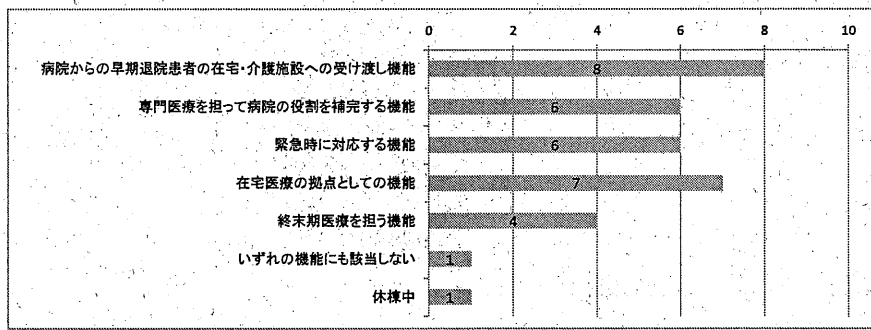 0 2 4 6 8 10
病院からの早期退院患者の在宅・介護施設への受け渡し機能 8
専門医療を担って病院の役割を補完する機能 6
緊急時に対応する機能 6
在宅医療の拠点としての機能 7
終末期医療を担う機能 4
いずれの機能にも該当しない 1
休棟中 1